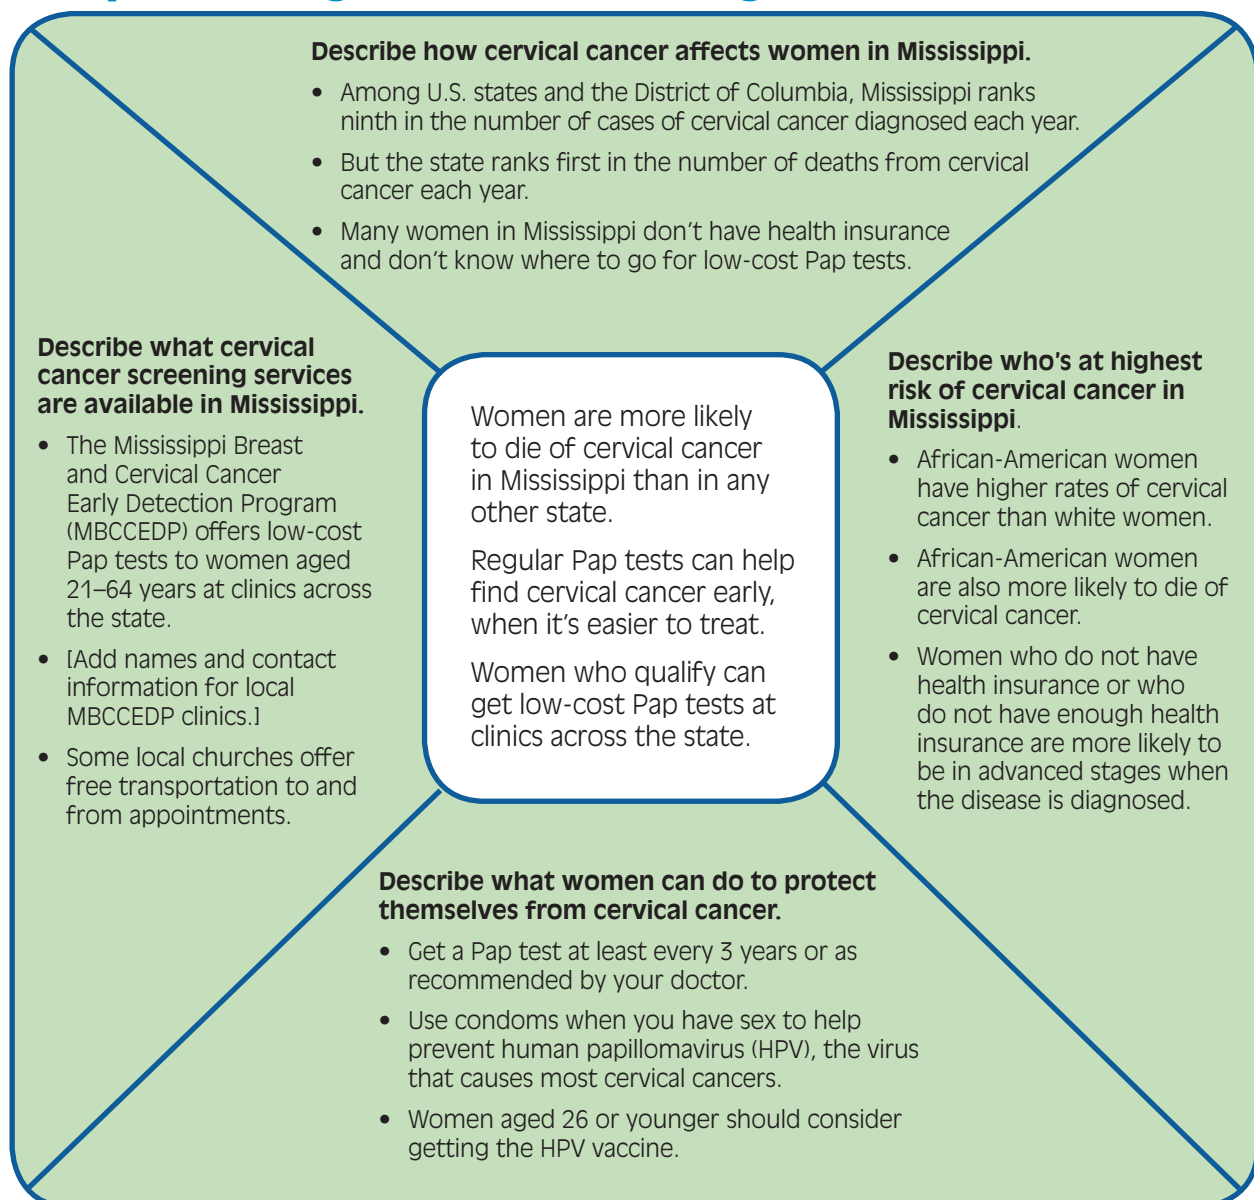 Describe how cervical cancer affects women in Mississippi.
• Among U.S. states and the District of Columbia, Mississippi ranks
ninth in the number of cases of cervical cancer diagnosed each year.
• But the state ranks first in the number of deaths from cervical
cancer each year.
• Many women in Mississippi don't have health insurance
and don't know where to go for low-cost Pap tests.
Describe what cervical
cancer screening services
are available in Mississippi.
• The Mississippi Breast
and Cervical Cancer
Early Detection Program
(MBCCEDP) offers low-cost
Pap tests to women aged
21–64 years at clinics across
the state.
• [Add names and contact
information for local
MBCCEDP clinics.]
• Some local churches offer
free transportation to and
from appointments.
Women are more likely
to die of cervical cancer
in Mississippi than in any
other state.
Regular Pap tests can help
find cervical cancer early,
when it's easier to treat.
Women who qualify can
get low-cost Pap tests at
clinics across the state.
Describe who's at highest
risk of cervical cancer in
Mississippi.
• African-American women
have higher rates of cervical
cancer than white women.
• African-American women
are also more likely to die of
cervical cancer.
• Women who do not have
health insurance or who
do not have enough health
insurance are more likely to
be in advanced stages when
the disease is diagnosed.
Describe what women can do to protect
themselves from cervical cancer.
• Get a Pap test at least every 3 years or as
recommended by your doctor.
• Use condoms when you have sex to help
prevent human papillomavirus (HPV), the virus
that causes most cervical cancers.
• Women aged 26 or younger should consider
getting the HPV vaccine.